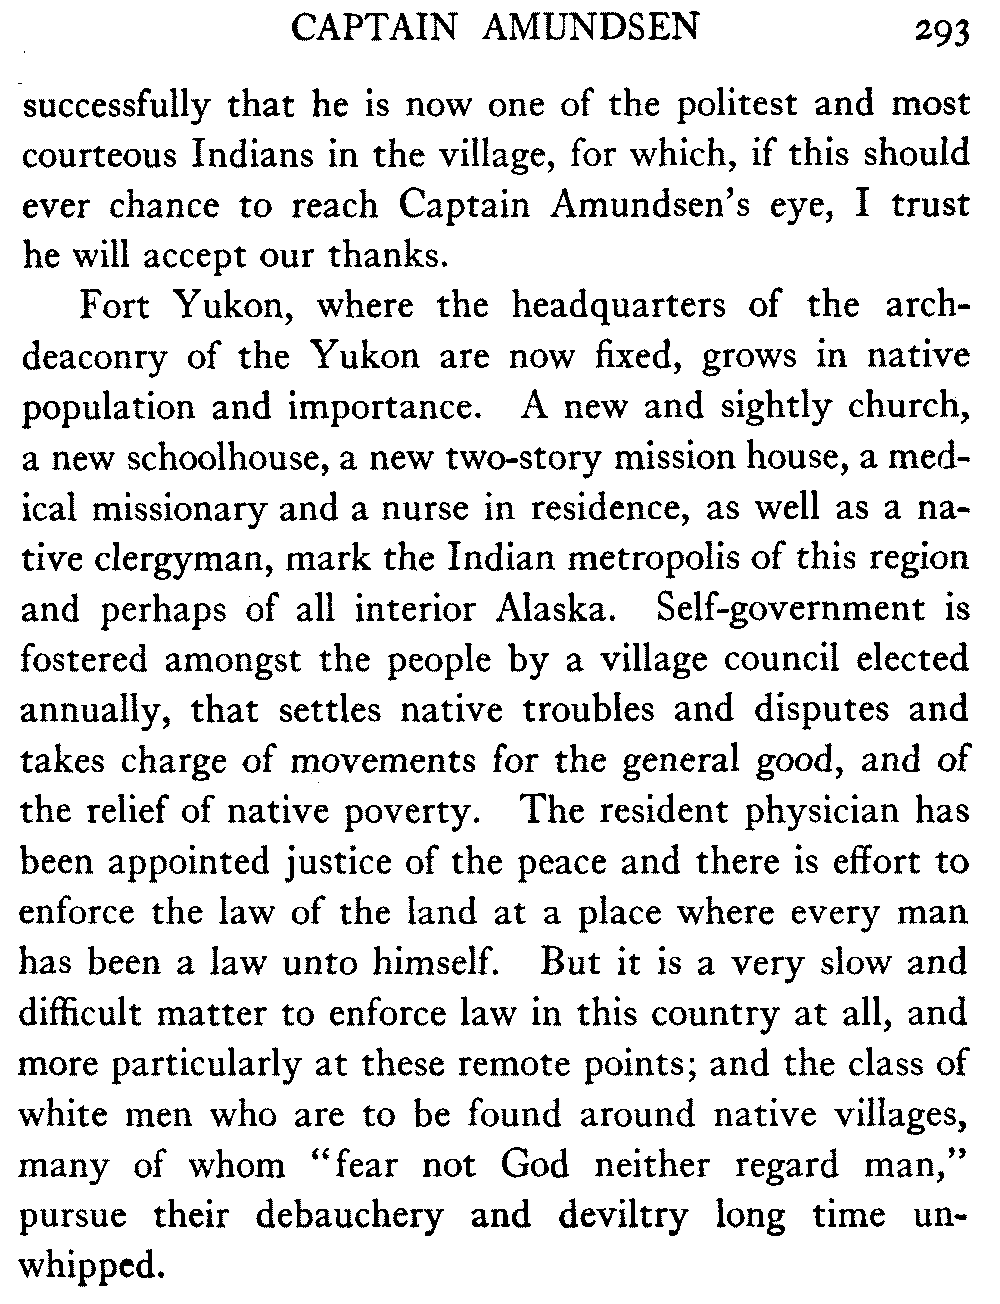 CAPTAIN AMUNDSEN 293
successfully that he is now one of the politest and most
courteous Indians in the village, for which, if this should
ever chance to reach Captain Amundsen's eye, I trust
he will accept our thanks.
Fort Yukon, where the headquarters of the arch-
deaconry of the Yukon are now fixed, grows in native
population and importance. A new and sightly church,
a new schoolhouse, a new two-story mission house, a med-
ical missionary and a nurse in residence, as well as a na-
tive clergyman, mark the Indian metropolis of this region
and perhaps of all interior Alaska. Self-government is
fostered amongst the people by a village council elected
annually, that settles native troubles and disputes and
takes charge of movements for the general good, and of
the relief of native poverty. The resident physician has
been appointed justice of the peace and there is effort to
enforce the law of the land at a place where every man
has been a law unto himself. But it is a very slow and
difficult matter to enforce law in this country at all, and
more particularly at these remote points; and the class of
white men who are to be found around native villages,
many of whom "fear not God neither regard man,"
pursue their debauchery and deviltry long time un-
whipped.